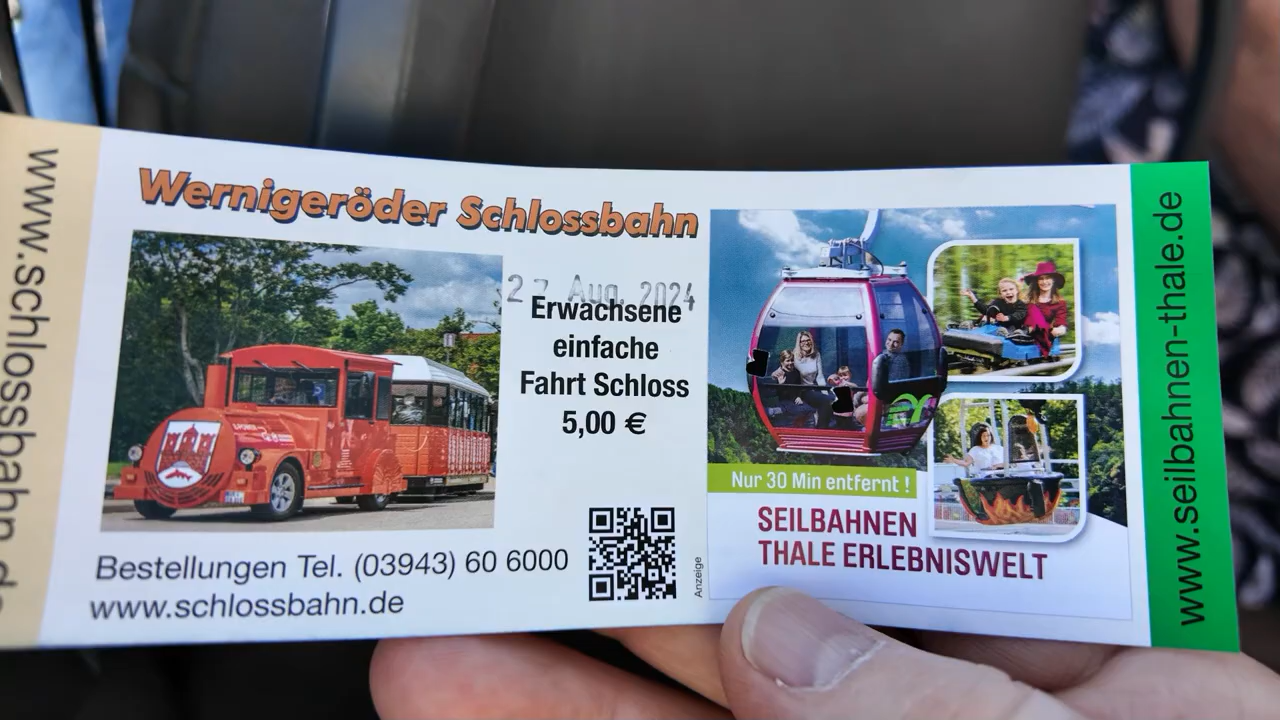 www.schlossbahn.de
Wernigeröder Schlossbahn
27 Aug. 2024
Erwachsene
einfache
Fahrt Schloss
5,00 €
Bestellungen Tel. (03943) 60 6000
www.schlossbahn.de
Anzeige
Nur 30 Min entfernt !
SEILBAHNEN
THALE ERLEBNISWELT
www.seilbahnen-thale.de